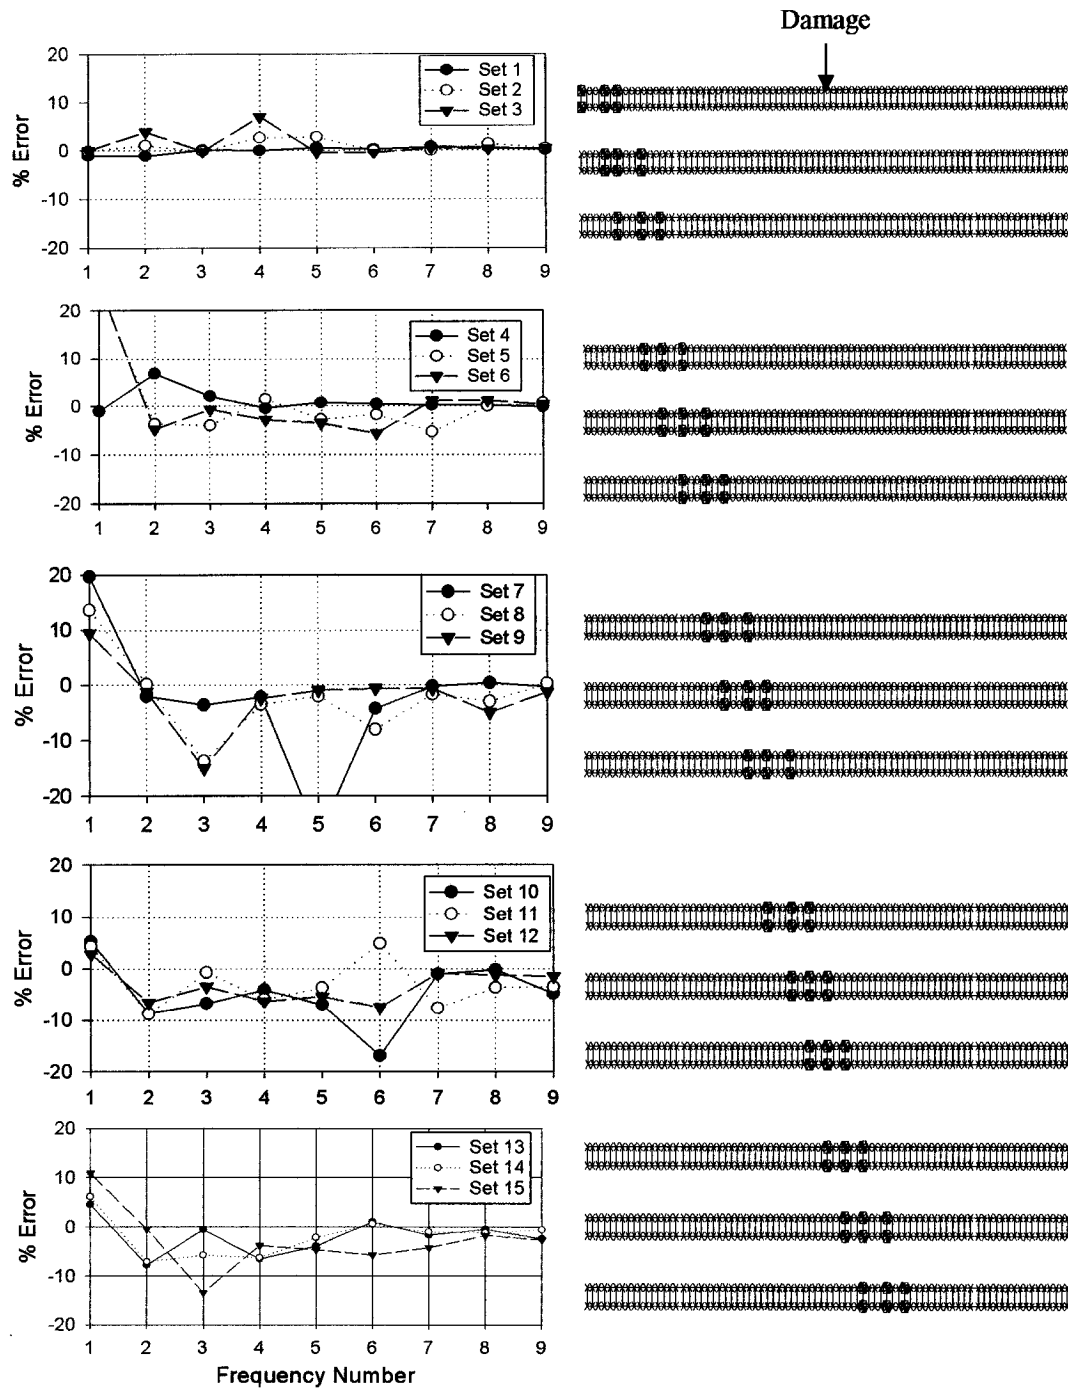 Damage
20
10
0
-10
-20
% Error
Set 1
Set 2
Set 3
1 2 3 4 5 6 7 8 9
20
10
0
-10
-20
% Error
Set 4
Set 5
Set 6
1 2 3 4 5 6 7 8 9
20
10
0
-10
-20
% Error
Set 7
Set 8
Set 9
1 2 3 4 5 6 7 8 9
20
10
0
-10
-20
% Error
Set 10
Set 11
Set 12
1 2 3 4 5 6 7 8 9
20
10
0
-10
-20
% Error
Set 13
Set 14
Set 15
1 2 3 4 5 6 7 8 9
Frequency Number